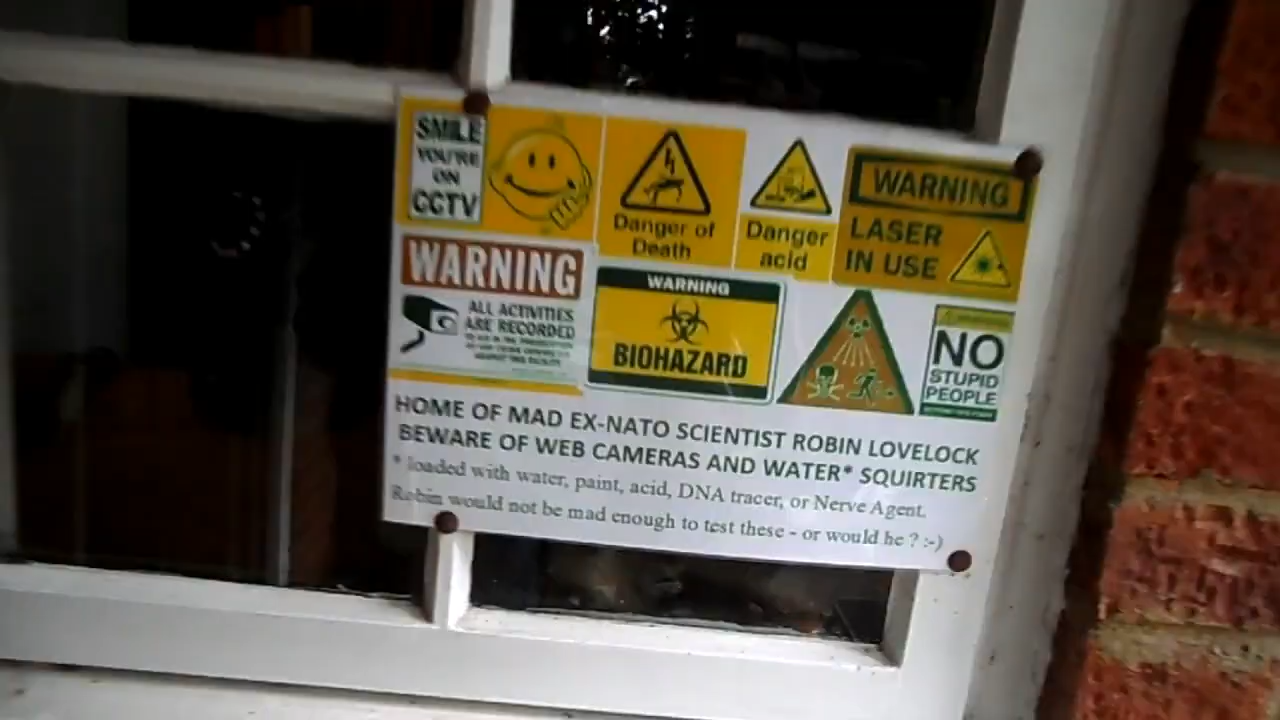 SMILE
YOU'RE
ON
CCTV
Danger of
Death
Danger
acid
WARNING
LASER
IN USE
WARNING
ALL ACTIVITIES
ARE RECORDED
WARNING
BIOHAZARD
NO
STUPID
PEOPLE
HOME OF MAD EX-NATO SCIENTIST ROBIN LOVELOCK
BEWARE OF WEB CAMERAS AND WATER* SQUIRTERS
* loaded with water, paint, acid, DNA tracer, or Nerve Agent.
Robin would not be mad enough to test these - or would he ? :-)